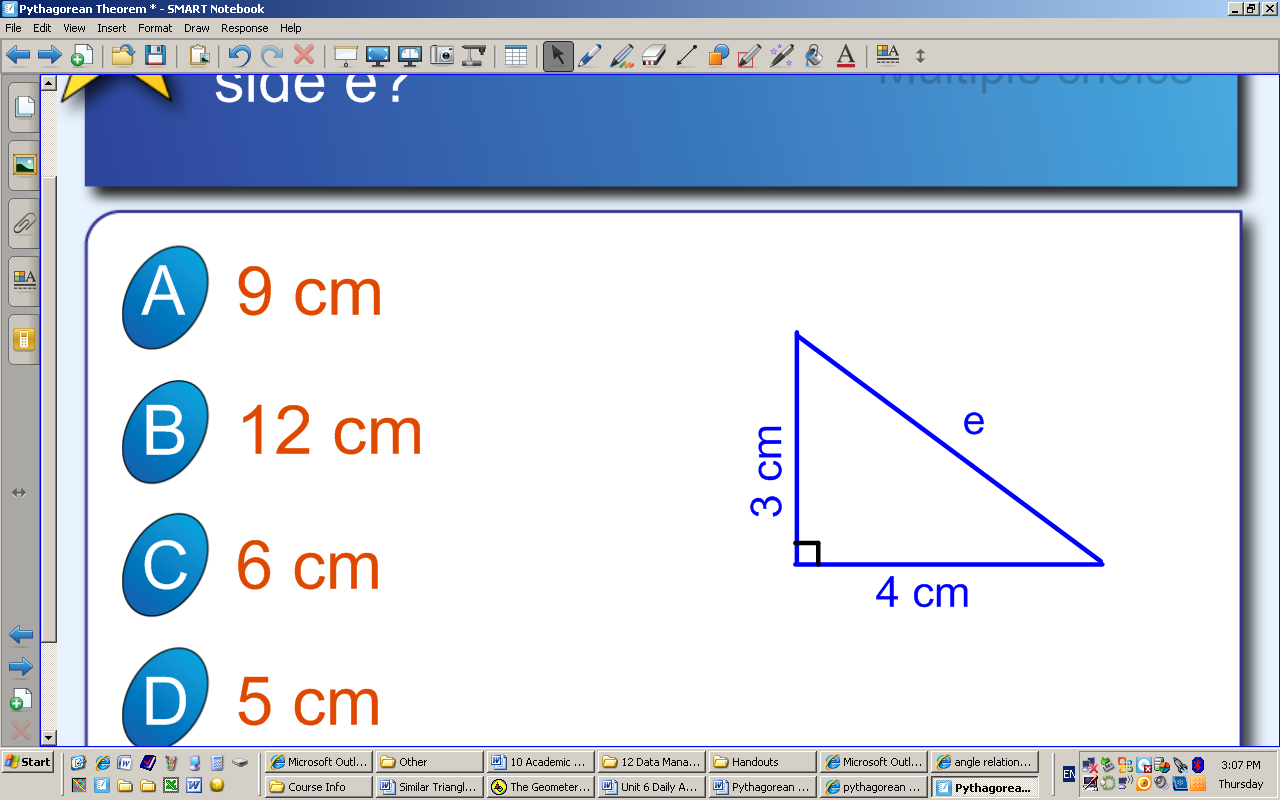 Pythagorean Theorem * - SMART Notebook
File Edit View Insert Format Draw Response Help
side e?
Multiple choice
A 9 cm
B 12 cm
C 6 cm
D 5 cm
3 cm
e
4 cm
Start
Microsoft Outl... Other 10 Academic ... 12 Data Mana... Handouts Microsoft Outl... angle relation...
Course Info Similar Triangl... The Geometer... Unit 6 Daily A... Pythagorean ... pythagorean ... Pythagorea...
EN
3:07 PM
Thursday